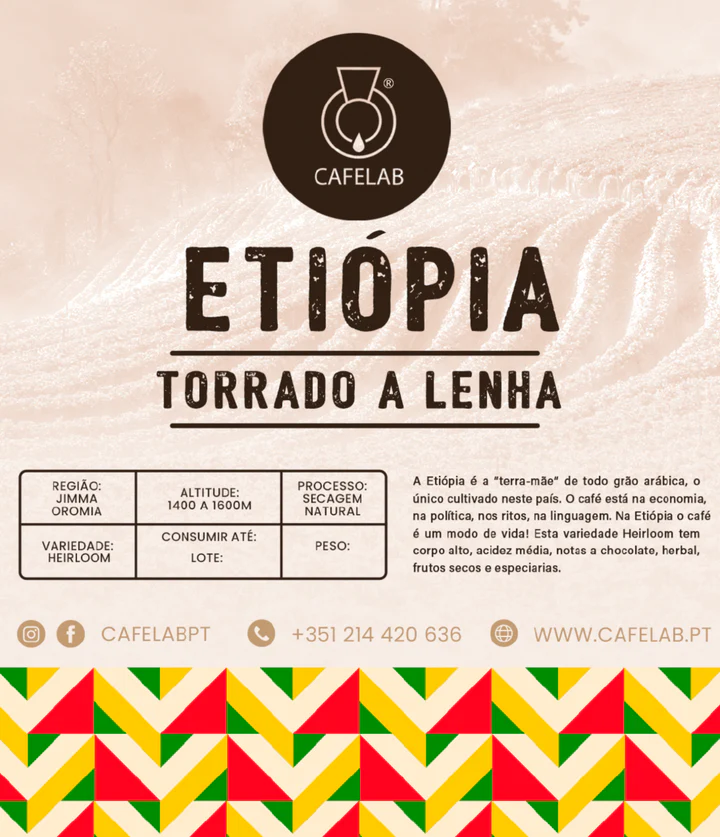 ®
CAFELAB
ETIÓPIA
TORRADO A LENHA
REGIÃO:
JIMMA
OROMIA
ALTITUDE:
1400 A 1600M
PROCESSO:
SECAGEM
NATURAL
VARIEDADE:
HEIRLOOM
CONSUMIR ATÉ:
LOTE:
PESO:
A Etiópia é a "terra-mãe" de todo grão arábica, o
único cultivado neste país. O café está na economia,
na política, nos ritos, na linguagem. Na Etiópia o café
é um modo de vida! Esta variedade Heirloom tem
corpo alto, acidez média, notas a chocolate, herbal,
frutos secos e especiarias.
CAFELABPT
+351 214 420 636
WWW.CAFELAB.PT